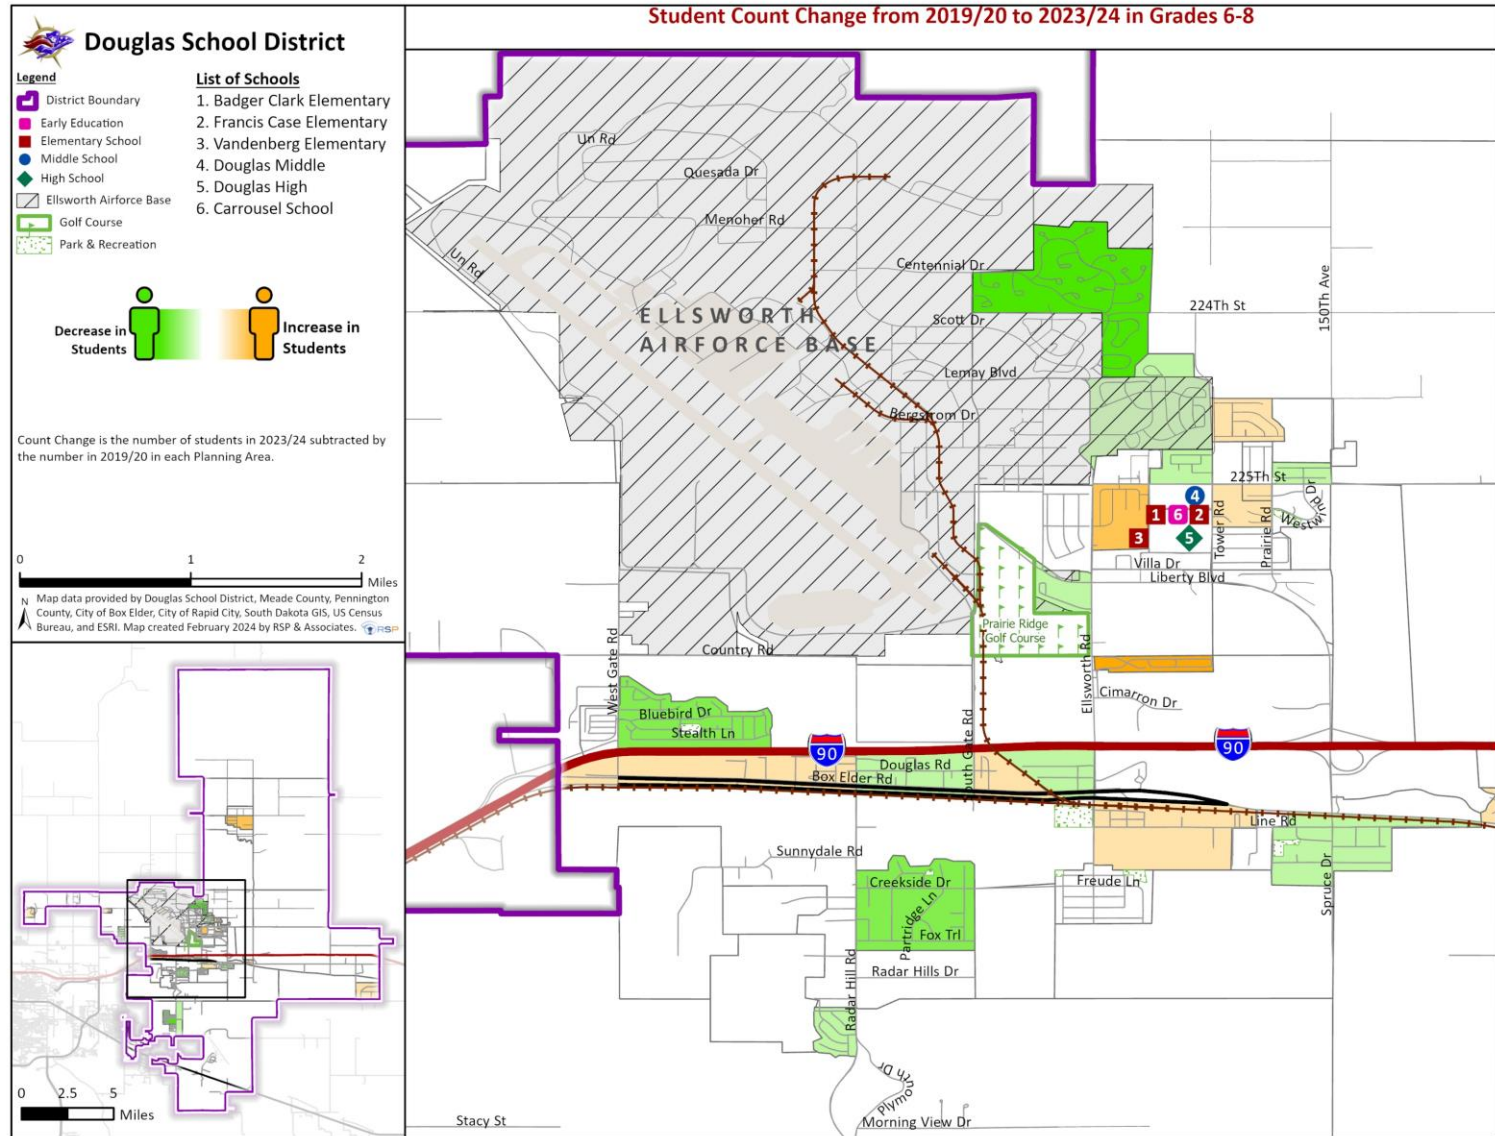 Student Count Change from 2019/20 to 2023/24 in Grades 6-8
Douglas School District
Legend
District Boundary
Early Education
Elementary School
Middle School
High School
Ellsworth Airforce Base
Golf Course
Park & Recreation
List of Schools
1. Badger Clark Elementary
2. Francis Case Elementary
3. Vandenberg Elementary
4. Douglas Middle
5. Douglas High
6. Carrousel School
Decrease in
Students
Increase in
Students
Count Change is the number of students in 2023/24 subtracted by
the number in 2019/20 in each Planning Area.
0 1 2
Miles
N
Map data provided by Douglas School District, Meade County, Pennington
County, City of Box Elder, City of Rapid City, South Dakota GIS, US Census
Bureau, and ESRI. Map created February 2024 by RSP & Associates.
RSP
0 2.5 5
Miles
Un Rd
Quesada Dr
Menoher Rd
Un Rd
Centennial Dr
ELLSWORTH
AIRFORCE BASE
Scott Dr
224Th St
150Th Ave
Lemay Blvd
Bergstrom Dr
225Th St
4
1 6 2
3 5
Tower Rd
Prairie Rd
Westwind Dr
Villa Dr
Liberty Blvd
Prairie Ridge
Golf Course
Country Rd
West Gate Rd
Ellsworth Rd
Cimarron Dr
Bluebird Dr
Stealth Ln
90
90
South Gate Rd
Douglas Rd
Box Elder Rd
Line Rd
Sunnydale Rd
Creekside Dr
Partridge Ln
Fox Trl
Freude Ln
Spruce Dr
Radar Hill Rd
Radar Hills Dr
Plymouth Dr
Stacy St
Morning View Dr